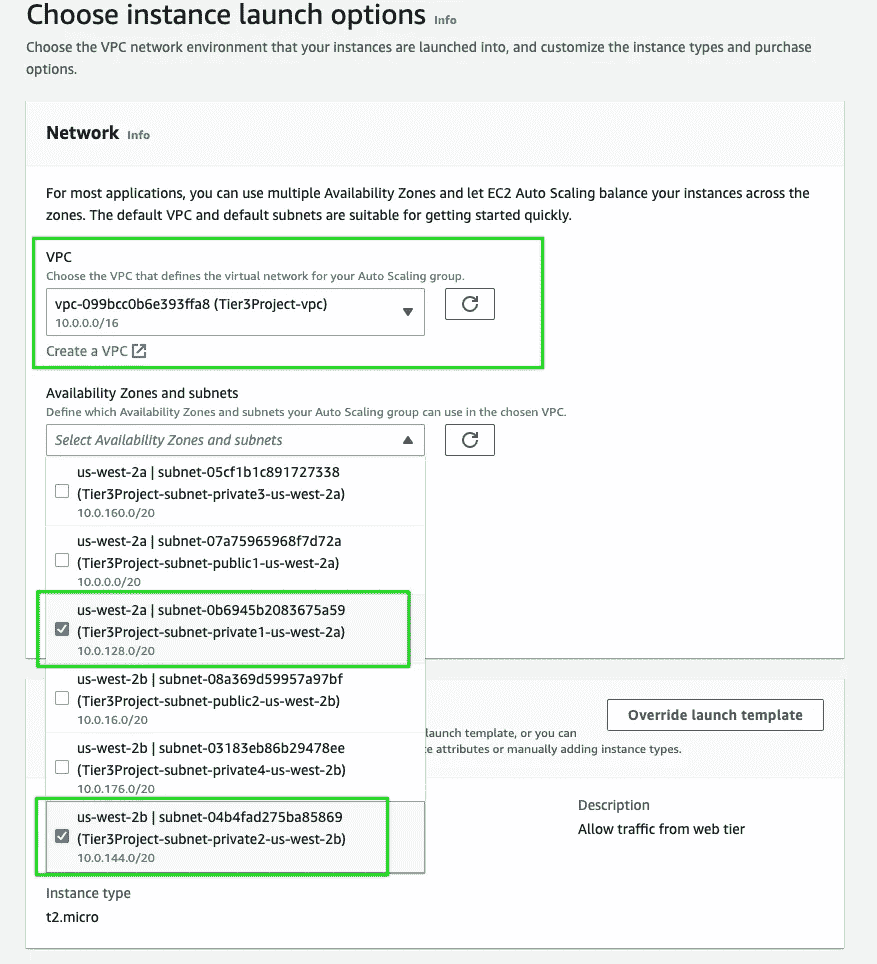 Choose instance launch options Info
Choose the VPC network environment that your instances are launched into, and customize the instance types and purchase
options.
Network Info
For most applications, you can use multiple Availability Zones and let EC2 Auto Scaling balance your instances across the
zones. The default VPC and default subnets are suitable for getting started quickly.
VPC
Choose the VPC that defines the virtual network for your Auto Scaling group.
vpc-099bcc0b6e393ffa8 (Tier3Project-vpc)
10.0.0.0/16
Create a VPC
Availability Zones and subnets
Define which Availability Zones and subnets your Auto Scaling group can use in the chosen VPC.
Select Availability Zones and subnets
us-west-2a | subnet-05cf1b1c891727338
(Tier3Project-subnet-private3-us-west-2a)
10.0.160.0/20
us-west-2a | subnet-07a75965968f7d72a
(Tier3Project-subnet-public1-us-west-2a)
10.0.0.0/20
us-west-2a | subnet-0b6945b2083675a59
(Tier3Project-subnet-private1-us-west-2a)
10.0.128.0/20
us-west-2b | subnet-08a369d59957a97bf
(Tier3Project-subnet-public2-us-west-2b)
10.0.16.0/20
Override launch template
launch template, or you can
attributes or manually adding instance types.
us-west-2b | subnet-03183eb86b29478ee
(Tier3Project-subnet-private4-us-west-2b)
10.0.176.0/20
us-west-2b | subnet-04b4fad275ba85869
(Tier3Project-subnet-private2-us-west-2b)
10.0.144.0/20
Description
Allow traffic from web tier
Instance type
t2.micro